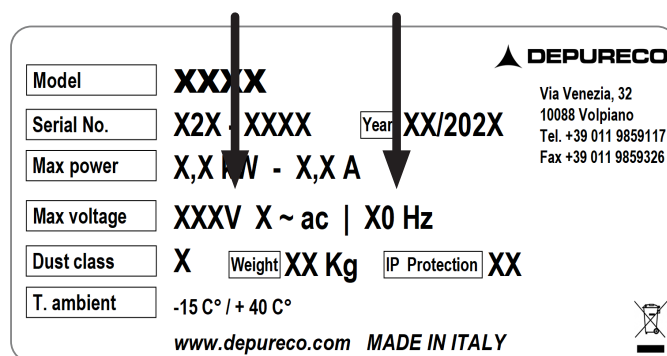 DEPURECO
Via Venezia, 32
10088 Volpiano
Tel. +39 011 9859117
Fax +39 011 9859326
Model XXXX
Serial No. X2X - XXXX Year XX/202X
Max power X,X kW - X,X A
Max voltage XXXV X ~ ac | X0 Hz
Dust class X Weight XX Kg IP Protection XX
T. ambient -15 C° / + 40 C°
www.depureco.com MADE IN ITALY